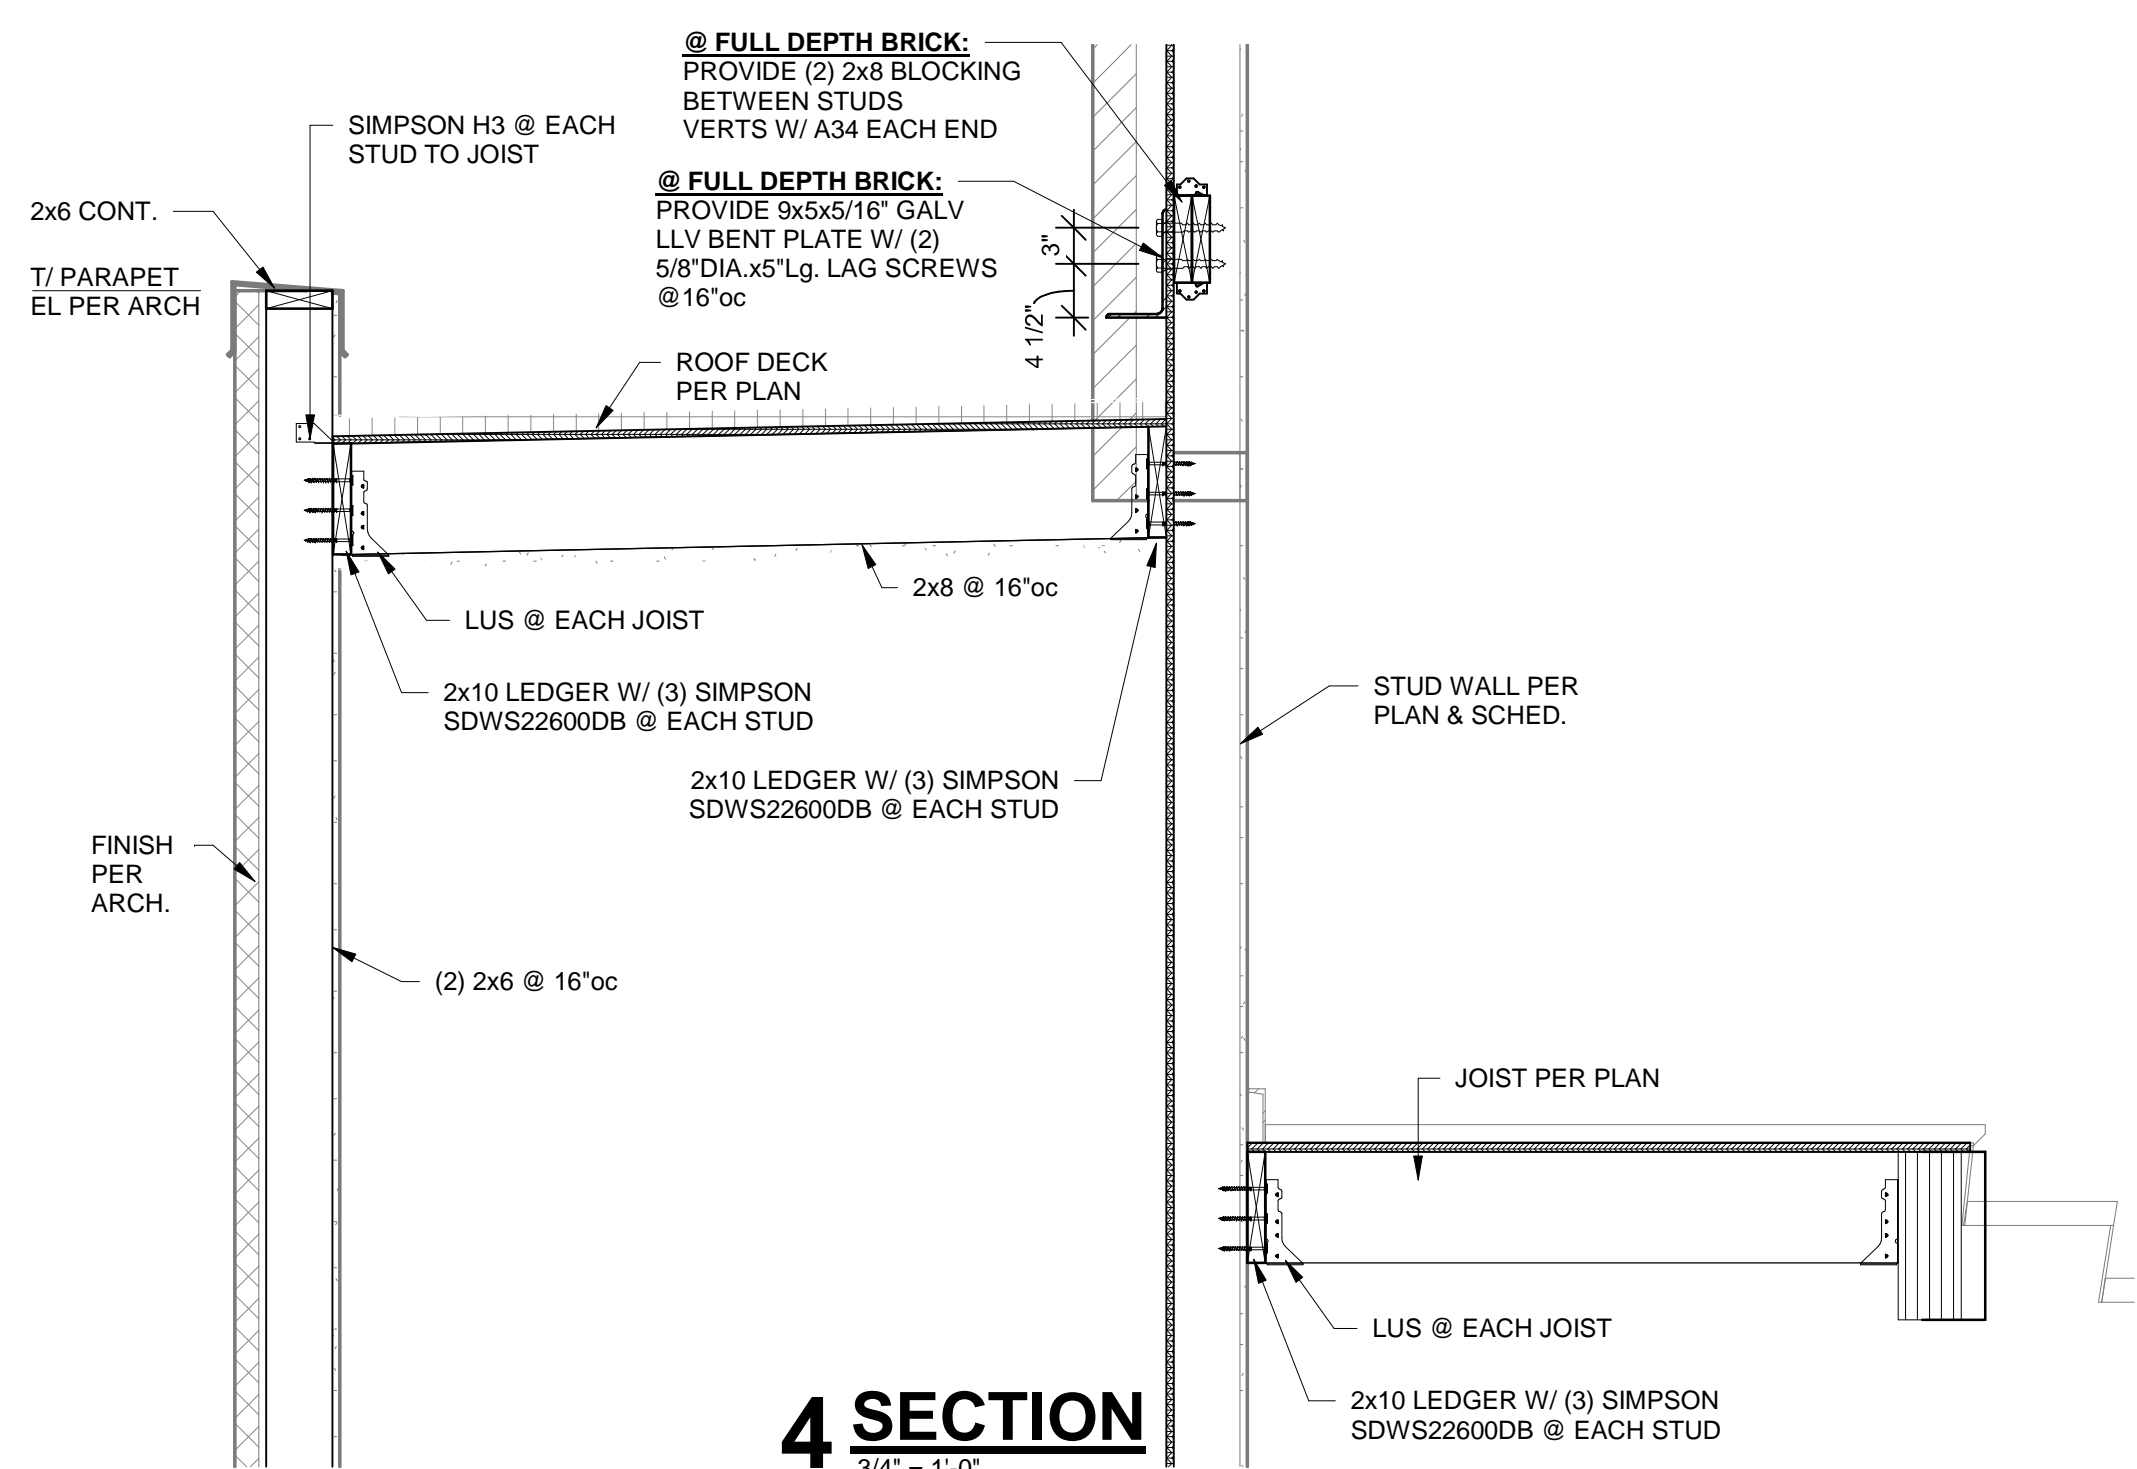 @ FULL DEPTH BRICK:
PROVIDE (2) 2x8 BLOCKING
BETWEEN STUDS
VERTS W/ A34 EACH END
SIMPSON H3 @ EACH
STUD TO JOIST
@ FULL DEPTH BRICK:
PROVIDE 9x5x5/16" GALV
LLV BENT PLATE W/ (2)
5/8"DIA.x5"Lg. LAG SCREWS
@16"oc
2x6 CONT.
T/ PARAPET
EL PER ARCH
3"
4 1/2"
ROOF DECK
PER PLAN
2x8 @ 16"oc
LUS @ EACH JOIST
2x10 LEDGER W/ (3) SIMPSON
SDWS22600DB @ EACH STUD
STUD WALL PER
PLAN & SCHED.
2x10 LEDGER W/ (3) SIMPSON
SDWS22600DB @ EACH STUD
FINISH
PER
ARCH.
(2) 2x6 @ 16"oc
JOIST PER PLAN
LUS @ EACH JOIST
2x10 LEDGER W/ (3) SIMPSON
SDWS22600DB @ EACH STUD
4 SECTION
3/4" = 1'-0"